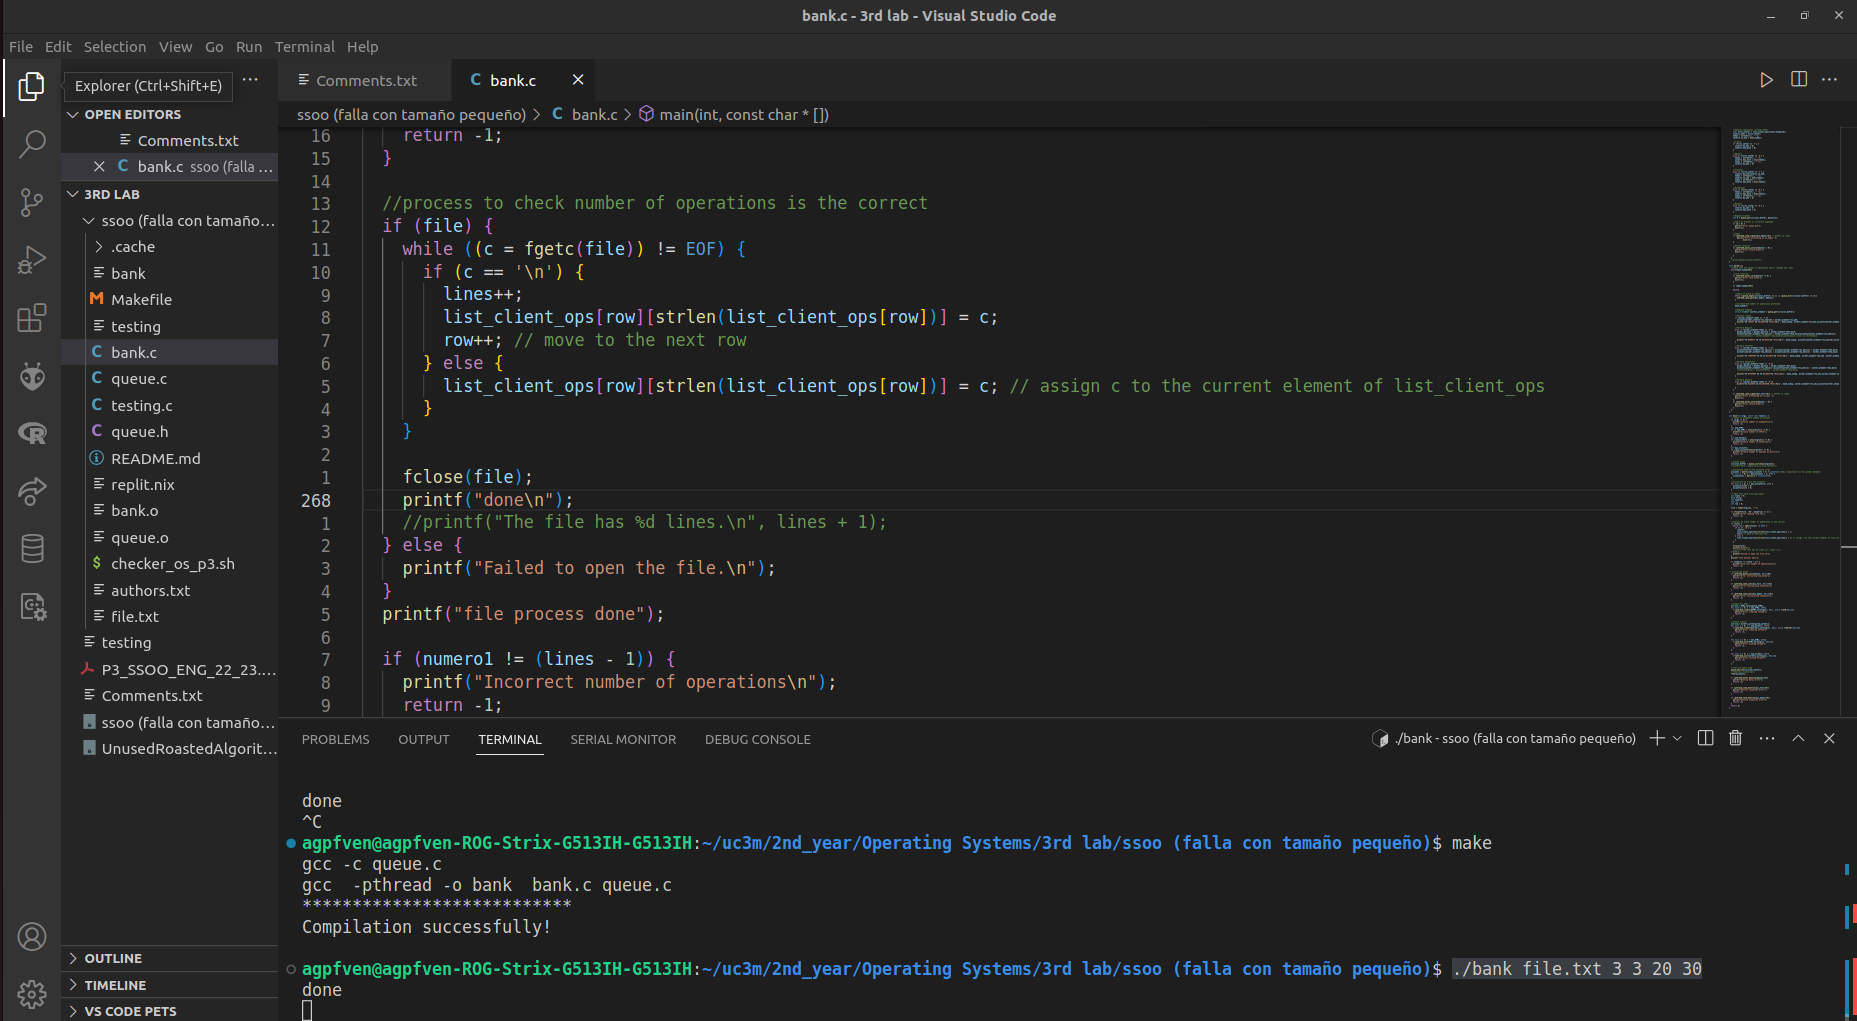 bank.c - 3rd lab - Visual Studio Code
File Edit Selection View Go Run Terminal Help
Explorer (Ctrl+Shift+E)
OPEN EDITORS
Comments.txt
bank.c ssoo (falla ...
3RD LAB
ssoo (falla con tamaño...
.cache
bank
Makefile
testing
bank.c
queue.c
testing.c
queue.h
README.md
replit.nix
bank.o
queue.o
checker_os_p3.sh
authors.txt
file.txt
testing
P3_SSOO_ENG_22_23....
Comments.txt
ssoo (falla con tamaño...
UnusedRoastedAlgorit...
OUTLINE
TIMELINE
VS CODE PETS
Comments.txt
bank.c
ssoo (falla con tamaño pequeño) > bank.c > main(int, const char * [])
16 return -1;
15 }
14
13 //process to check number of operations is the correct
12 if (file) {
11 while ((c = fgetc(file)) != EOF) {
10 if (c == '\n') {
9 lines++;
8 list_client_ops[row][strlen(list_client_ops[row])] = c;
7 row++; // move to the next row
6 } else {
5 list_client_ops[row][strlen(list_client_ops[row])] = c; // assign c to the current element of list_client_ops
4 }
3 }
2
1 fclose(file);
268 printf("done\n");
1 //printf("The file has %d lines.\n", lines + 1);
2 } else {
3 printf("Failed to open the file.\n");
4 }
5 printf("file process done");
6
7 if (numero1 != (lines - 1)) {
8 printf("Incorrect number of operations\n");
9 return -1;
PROBLEMS OUTPUT TERMINAL SERIAL MONITOR DEBUG CONSOLE
./bank - ssoo (falla con tamaño pequeño)
done
^C
agpfven@agpfven-ROG-Strix-G513IH-G513IH:~/uc3m/2nd_year/Operating Systems/3rd lab/ssoo (falla con tamaño pequeño)$ make
gcc -c queue.c
gcc  -pthread -o bank  bank.c queue.c
***************************
Compilation successfully!
agpfven@agpfven-ROG-Strix-G513IH-G513IH:~/uc3m/2nd_year/Operating Systems/3rd lab/ssoo (falla con tamaño pequeño)$ ./bank file.txt 3 3 20 30
done